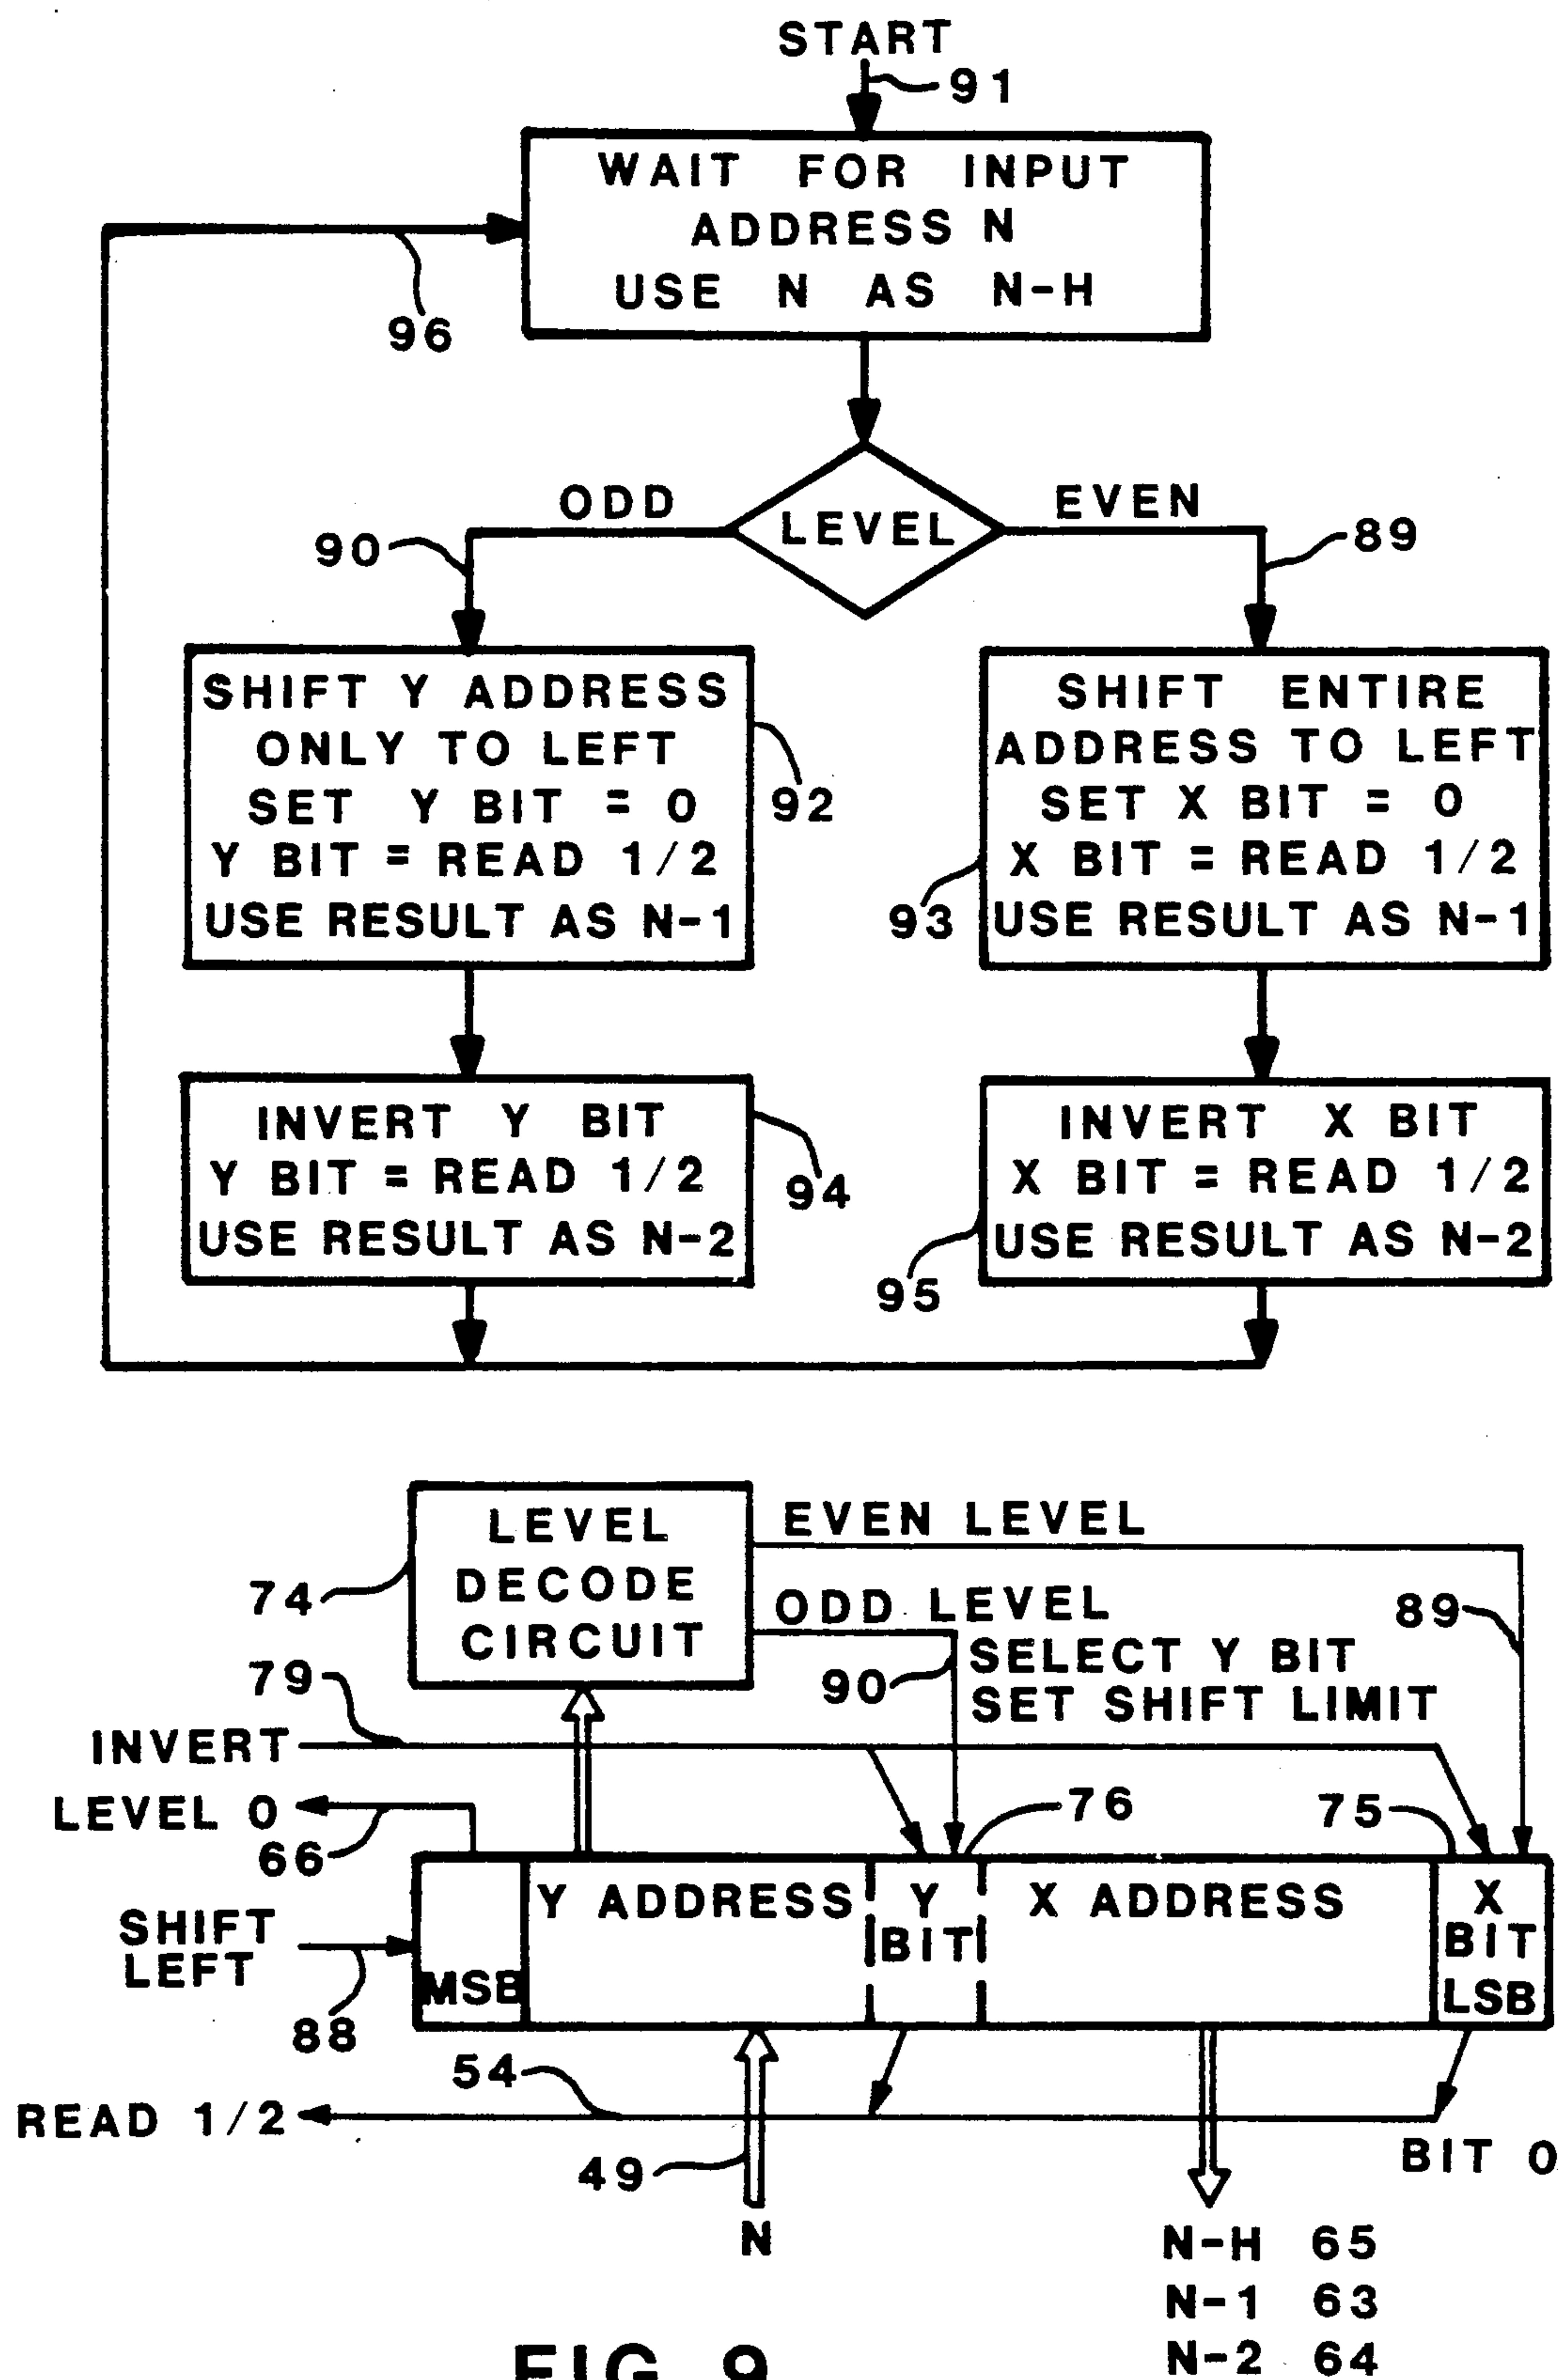 START
91
WAIT FOR INPUT
ADDRESS N
USE N AS N-H
96
ODD
LEVEL
EVEN
90
89
SHIFT Y ADDRESS
ONLY TO LEFT
SET Y BIT = 0
Y BIT = READ 1/2
USE RESULT AS N-1
92
SHIFT ENTIRE
ADDRESS TO LEFT
SET X BIT = 0
X BIT = READ 1/2
USE RESULT AS N-1
93
INVERT Y BIT
Y BIT = READ 1/2
USE RESULT AS N-2
94
INVERT X BIT
X BIT = READ 1/2
USE RESULT AS N-2
95
LEVEL
DECODE
CIRCUIT
74
EVEN LEVEL
ODD LEVEL
89
90
SELECT Y BIT
SET SHIFT LIMIT
79
INVERT
LEVEL 0
66
76
75
SHIFT
LEFT
88
MSB
Y ADDRESS
Y
BIT
X ADDRESS
X
BIT
LSB
54
READ 1/2
49
N
BIT 0
N-H 65
N-1 63
N-2 64
FIG 9